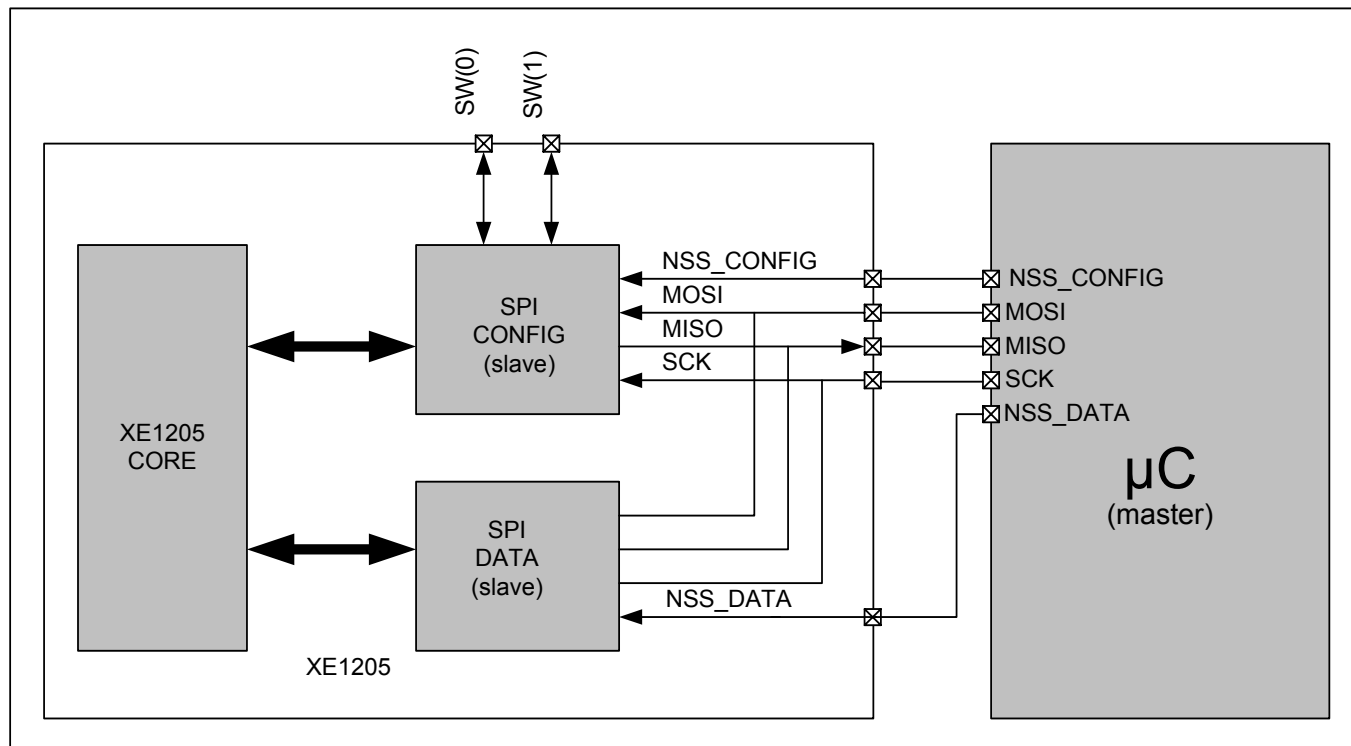 SW(0)
SW(1)
NSS_CONFIG
MOSI
MISO
SCK
SPI
CONFIG
(slave)
NSS_CONFIG
MOSI
MISO
SCK
NSS_DATA
XE1205
CORE
SPI
DATA
(slave)
NSS_DATA
µC
(master)
XE1205